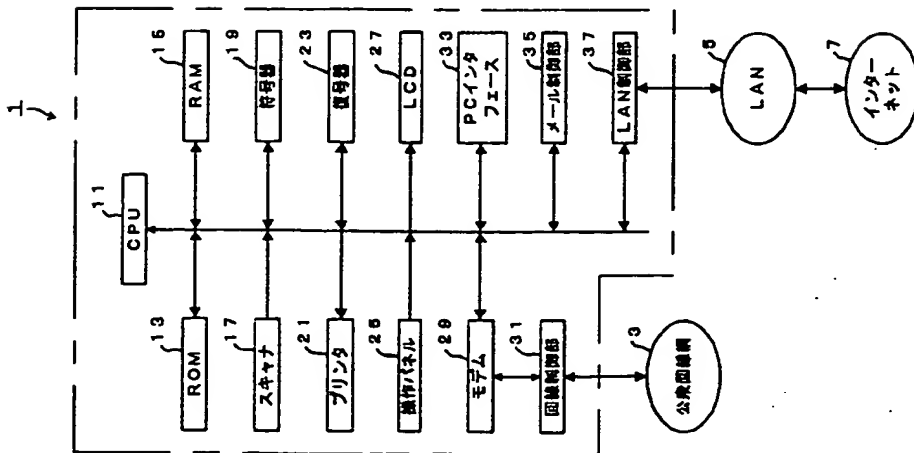 1
11
CPU
13
ROM
15
RAM
17
スキャナ
19
符号器
21
プリンタ
23
復号器
25
操作パネル
27
LCD
29
モデム
33
PCインタ
フェース
31
回線制御部
35
メール制御部
37
LAN制御部
3
公衆回線網
5
LAN
7
インター
ネット